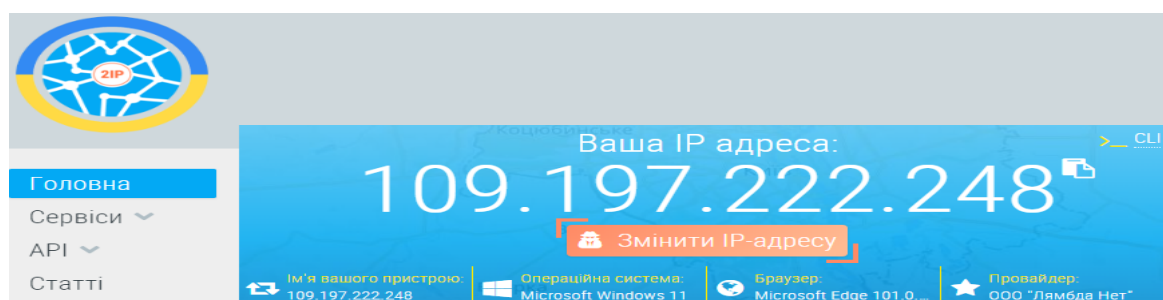 2IP
Коцюбинське
Ваша IP адреса:
>_ CLI
109.197.222.248
Змінити IP-адресу
Головна
Сервіси
API
Статті
Ім'я вашого пристрою:
109.197.222.248
Операційна система:
Microsoft Windows 11
Браузер:
Microsoft Edge 101.0...
Провайдер:
ООО "Лямбда Нет"